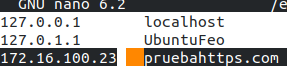 GNU nano 6.2 /e
127.0.0.1 localhost
127.0.1.1 UbuntuFeo
172.16.100.23 pruebahttps.com